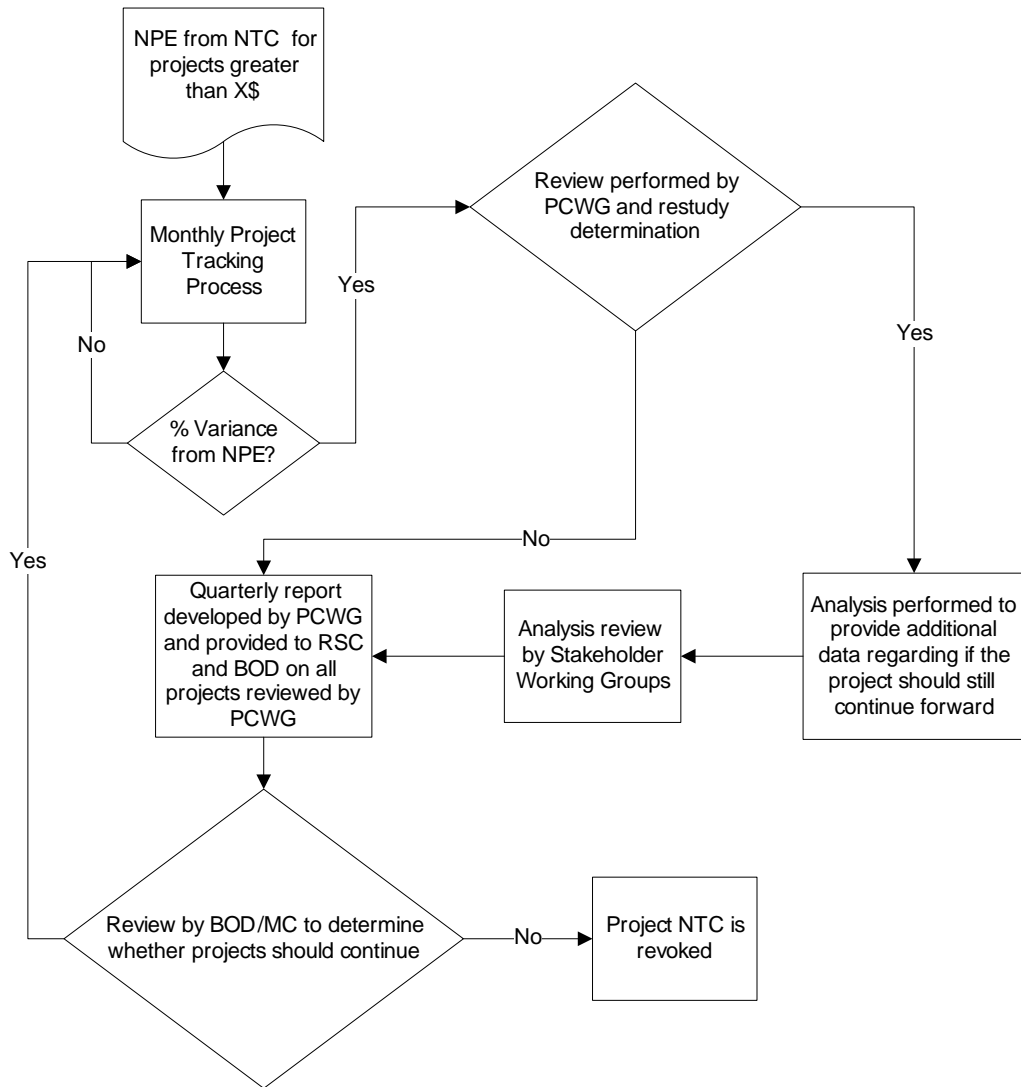 NPE from NTC for
projects greater
than X$
Monthly Project
Tracking
Process
No
% Variance
from NPE?
Yes
Review performed by
PCWG and restudy
determination
Yes
No
Analysis performed to
provide additional
data regarding if the
project should still
continue forward
Analysis review
by Stakeholder
Working Groups
Quarterly report
developed by PCWG
and provided to RSC
and BOD on all
projects reviewed by
PCWG
Yes
Review by BOD/MC to determine
whether projects should continue
No
Project NTC is
revoked